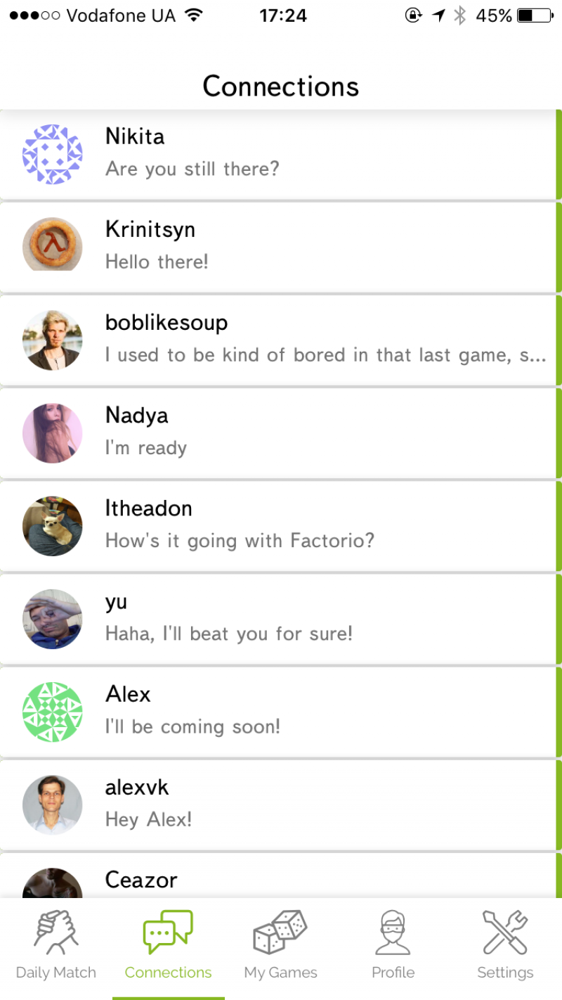 Vodafone UA 17:24 45%
Connections
Nikita
Are you still there?
Krinitsyn
Hello there!
boblikesoup
I used to be kind of bored in that last game, s...
Nadya
I'm ready
Itheadon
How's it going with Factorio?
yu
Haha, I'll beat you for sure!
Alex
I'll be coming soon!
alexvk
Hey Alex!
Ceazor
Daily Match Connections My Games Profile Settings